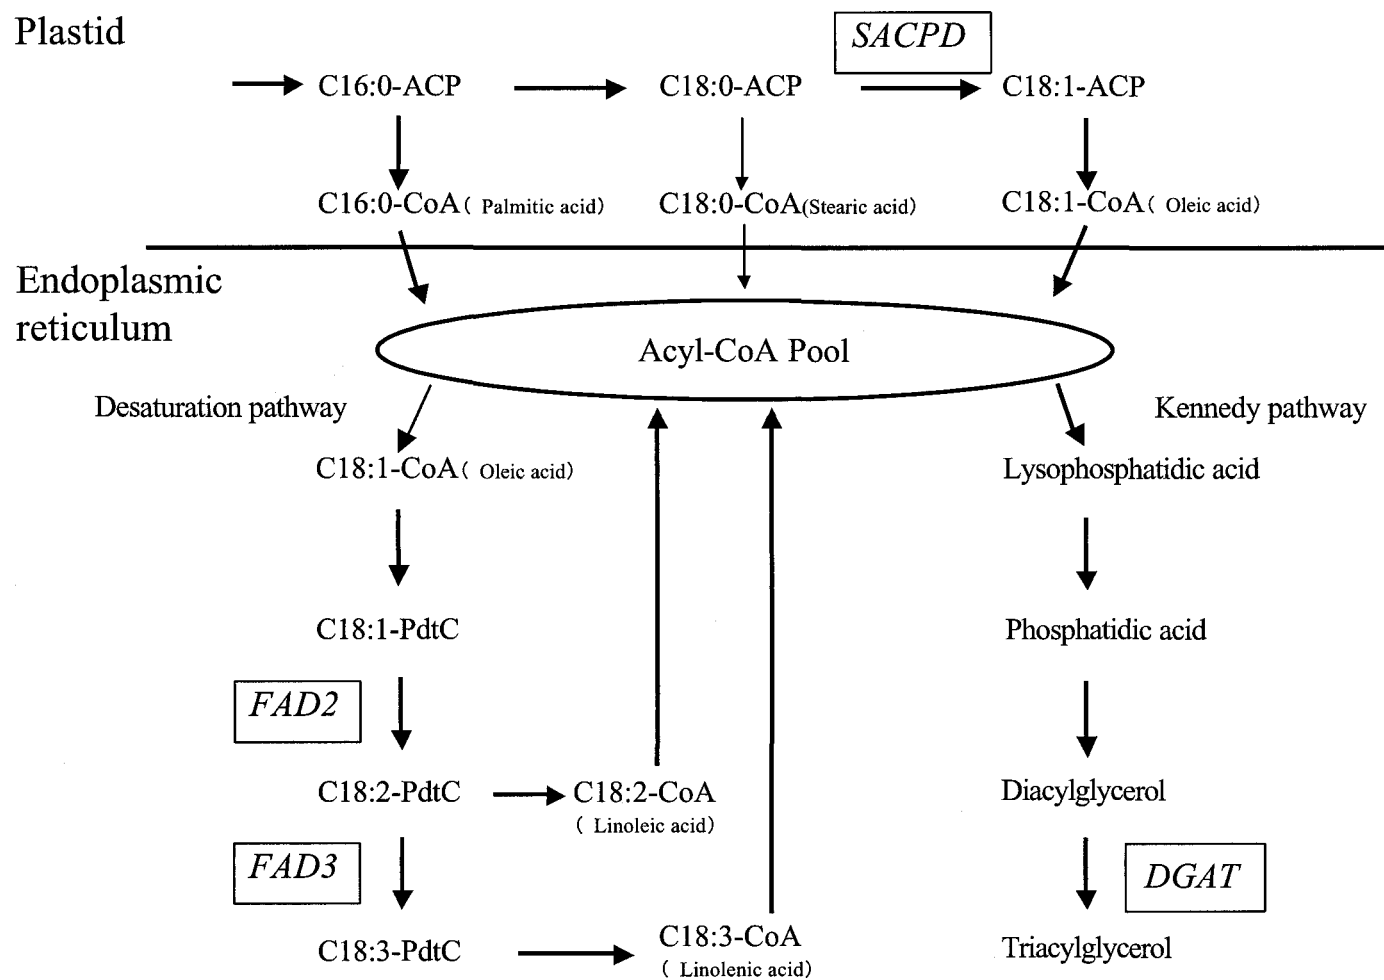 Plastid
SACPD
C16:0-ACP
C18:0-ACP
C18:1-ACP
C16:0-CoA( Palmitic acid)
C18:0-CoA(Stearic acid)
C18:1-CoA( Oleic acid)
Endoplasmic
reticulum
Acyl-CoA Pool
Desaturation pathway
Kennedy pathway
C18:1-CoA( Oleic acid)
Lysophosphatidic acid
C18:1-PdtC
Phosphatidic acid
FAD2
C18:2-PdtC
C18:2-CoA
( Linoleic acid)
Diacylglycerol
FAD3
DGAT
C18:3-PdtC
C18:3-CoA
( Linolenic acid)
Triacylglycerol